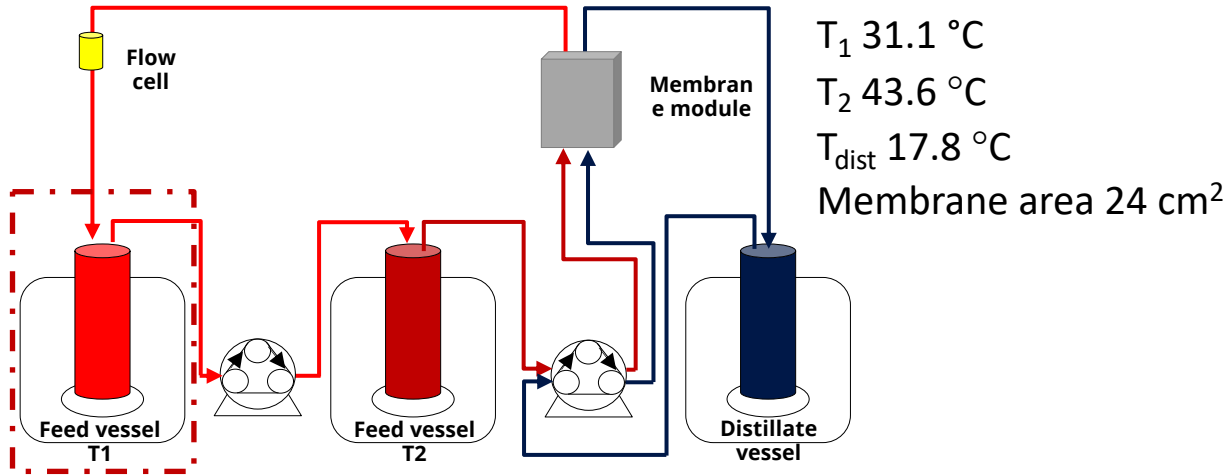 Flow
cell
Membran
e module
T₁ 31.1 °C
T₂ 43.6 °C
T_dist 17.8 °C
Membrane area 24 cm²
Feed vessel
T1
Feed vessel
T2
Distillate
vessel